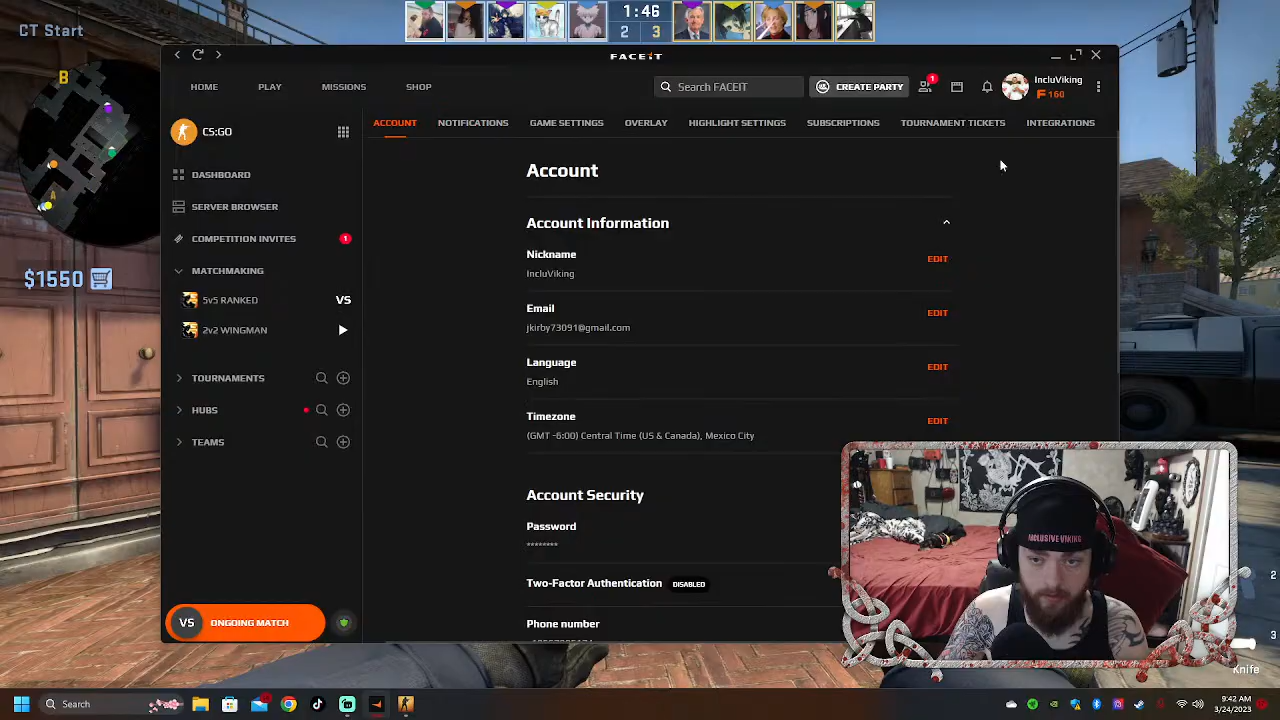 CT Start
1:46
2 3
B
A
$1550
FACEIT
HOME PLAY MISSIONS SHOP
Search FACEIT
CREATE PARTY
1
IncluViking
160
CS:GO
ACCOUNT NOTIFICATIONS GAME SETTINGS OVERLAY HIGHLIGHT SETTINGS SUBSCRIPTIONS TOURNAMENT TICKETS INTEGRATIONS
DASHBOARD
SERVER BROWSER
COMPETITION INVITES 1
MATCHMAKING
5v5 RANKED VS
2v2 WINGMAN
TOURNAMENTS
HUBS
TEAMS
VS ONGOING MATCH
Account
Account Information
Nickname
IncluViking
EDIT
Email
jkirby73091@gmail.com
EDIT
Language
English
EDIT
Timezone
(GMT -6:00) Central Time (US & Canada), Mexico City
EDIT
Account Security
Password
********
Two-Factor Authentication DISABLED
Phone number
2
3
Knife
Search
9:42 AM
3/24/2023